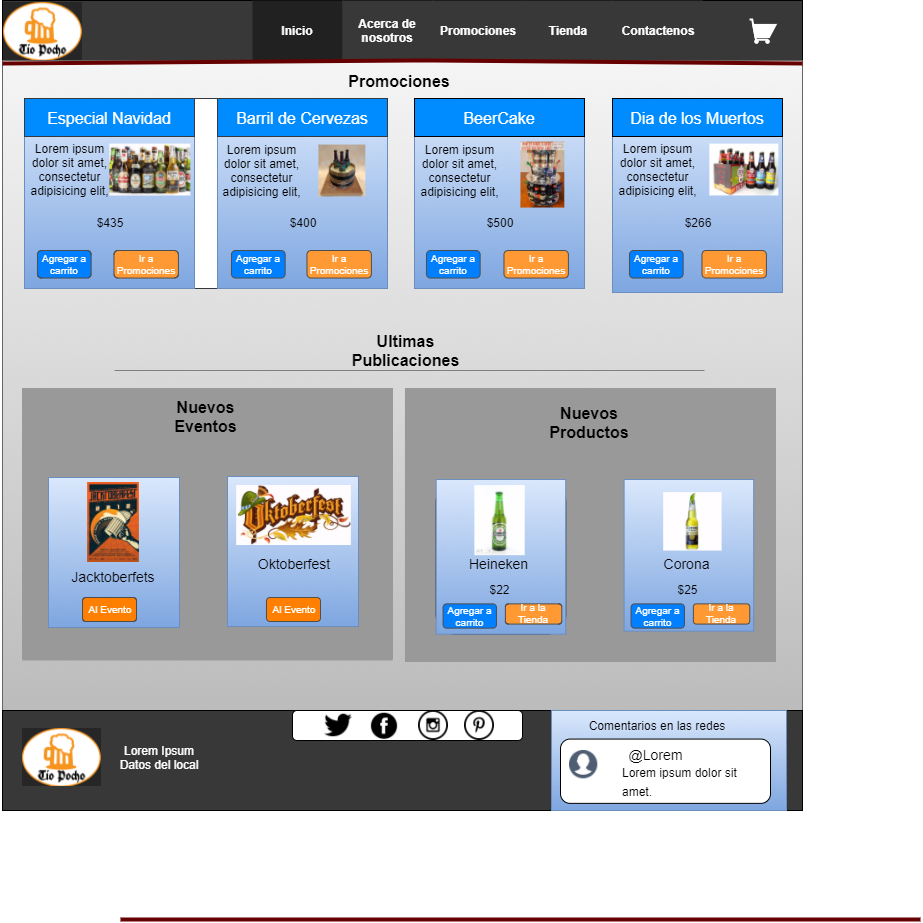 Tío Pocho
Inicio
Acerca de
nosotros
Promociones
Tienda
Contactenos
Promociones
Especial Navidad
Lorem ipsum
dolor sit amet,
consectetur
adipisicing elit,
$435
Agregar a
carrito
Ir a
Promociones
Barril de Cervezas
Lorem ipsum
dolor sit amet,
consectetur
adipisicing elit,
$400
Agregar a
carrito
Ir a
Promociones
BeerCake
Lorem ipsum
dolor sit amet,
consectetur
adipisicing elit,
$500
Agregar a
carrito
Ir a
Promociones
Dia de los Muertos
Lorem ipsum
dolor sit amet,
consectetur
adipisicing elit,
$266
Agregar a
carrito
Ir a
Promociones
Ultimas
Publicaciones
Nuevos
Eventos
JACKTOBERFEST
Jacktoberfets
Al Evento
Oktoberfest
Oktoberfest
Al Evento
Nuevos
Productos
Heineken
$22
Agregar a
carrito
Ir a la
Tienda
Corona
$25
Agregar a
carrito
Ir a la
Tienda
Tío Pocho
Lorem Ipsum
Datos del local
Comentarios en las redes
@Lorem
Lorem ipsum dolor sit
amet.